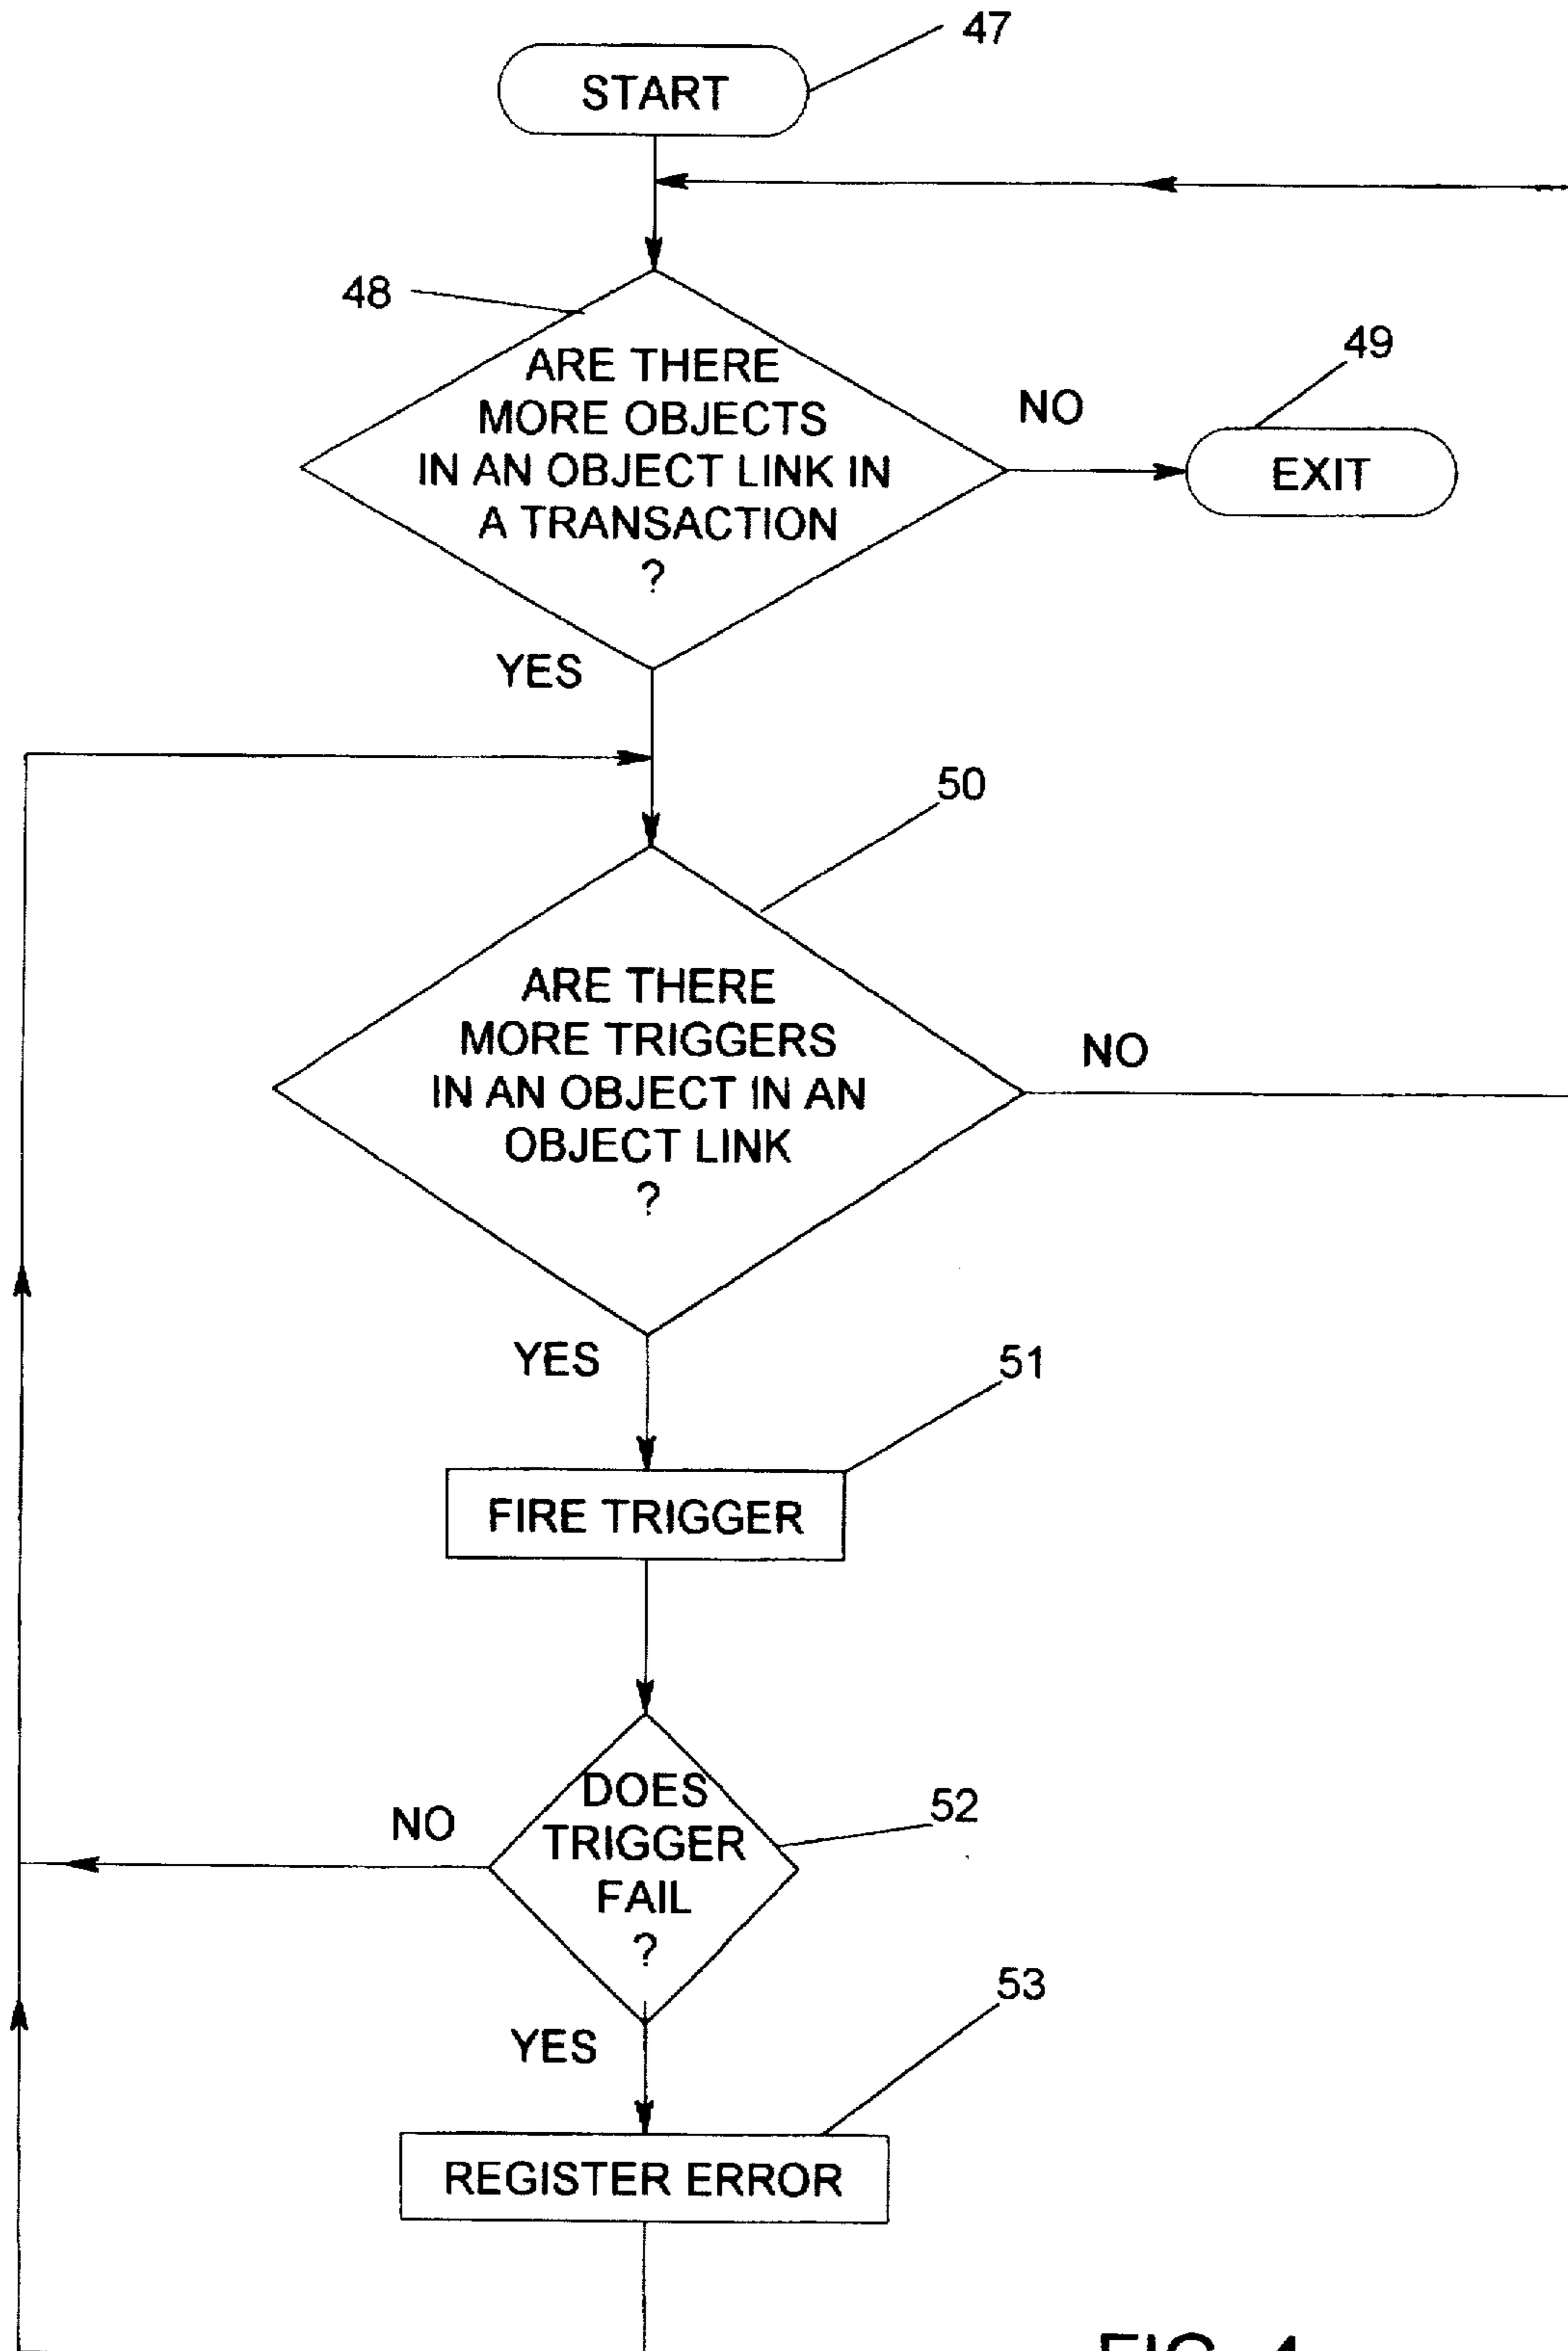 47
START
48
ARE THERE
MORE OBJECTS
IN AN OBJECT LINK IN
A TRANSACTION
?
NO
49
EXIT
YES
50
ARE THERE
MORE TRIGGERS
IN AN OBJECT IN AN
OBJECT LINK
?
NO
YES
51
FIRE TRIGGER
DOES
TRIGGER
FAIL
?
52
NO
YES
53
REGISTER ERROR
FIG. 4